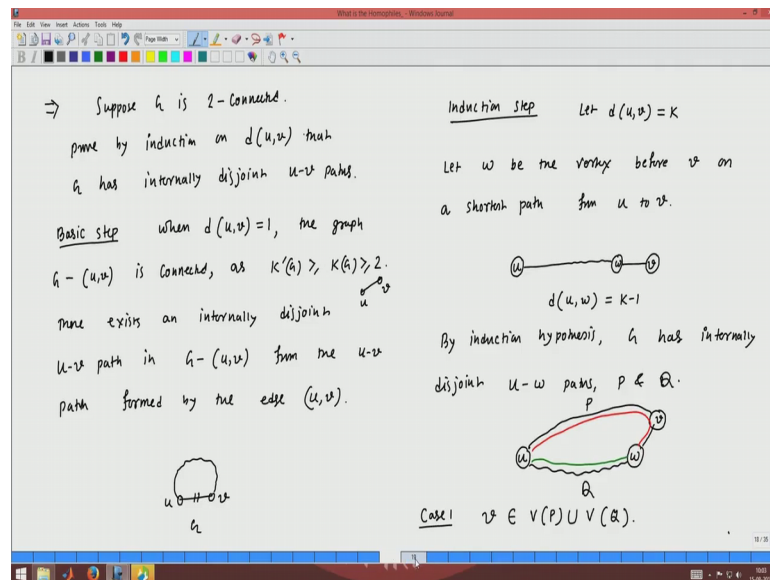 What is the Homophiles_ - Windows Journal
File Edit View Insert Actions Tools Help
Page Width
B I
⇒ Suppose G is 2-Connected.
prove by induction on d(u,v) that
G has internally disjoint u-v paths.
Basic step when d(u,v)=1, the graph
G-(u,v) is Connected, as K'(G) ≥ K(G) ≥ 2.
u v
There exists an internally disjoint
u-v path in G-(u,v) from the u-v
path formed by the edge (u,v).
u v
G
Induction step Let d(u,v) = K
Let w be the vertex before v on
a shortest path from u to v.
u w v
d(u,w) = K-1
By induction hypothesis, G has internally
disjoint u-w paths, P & Q.
P
u v
w
Q
Case 1 v ∈ V(P) ∪ V(Q).
18/35
18
10:03